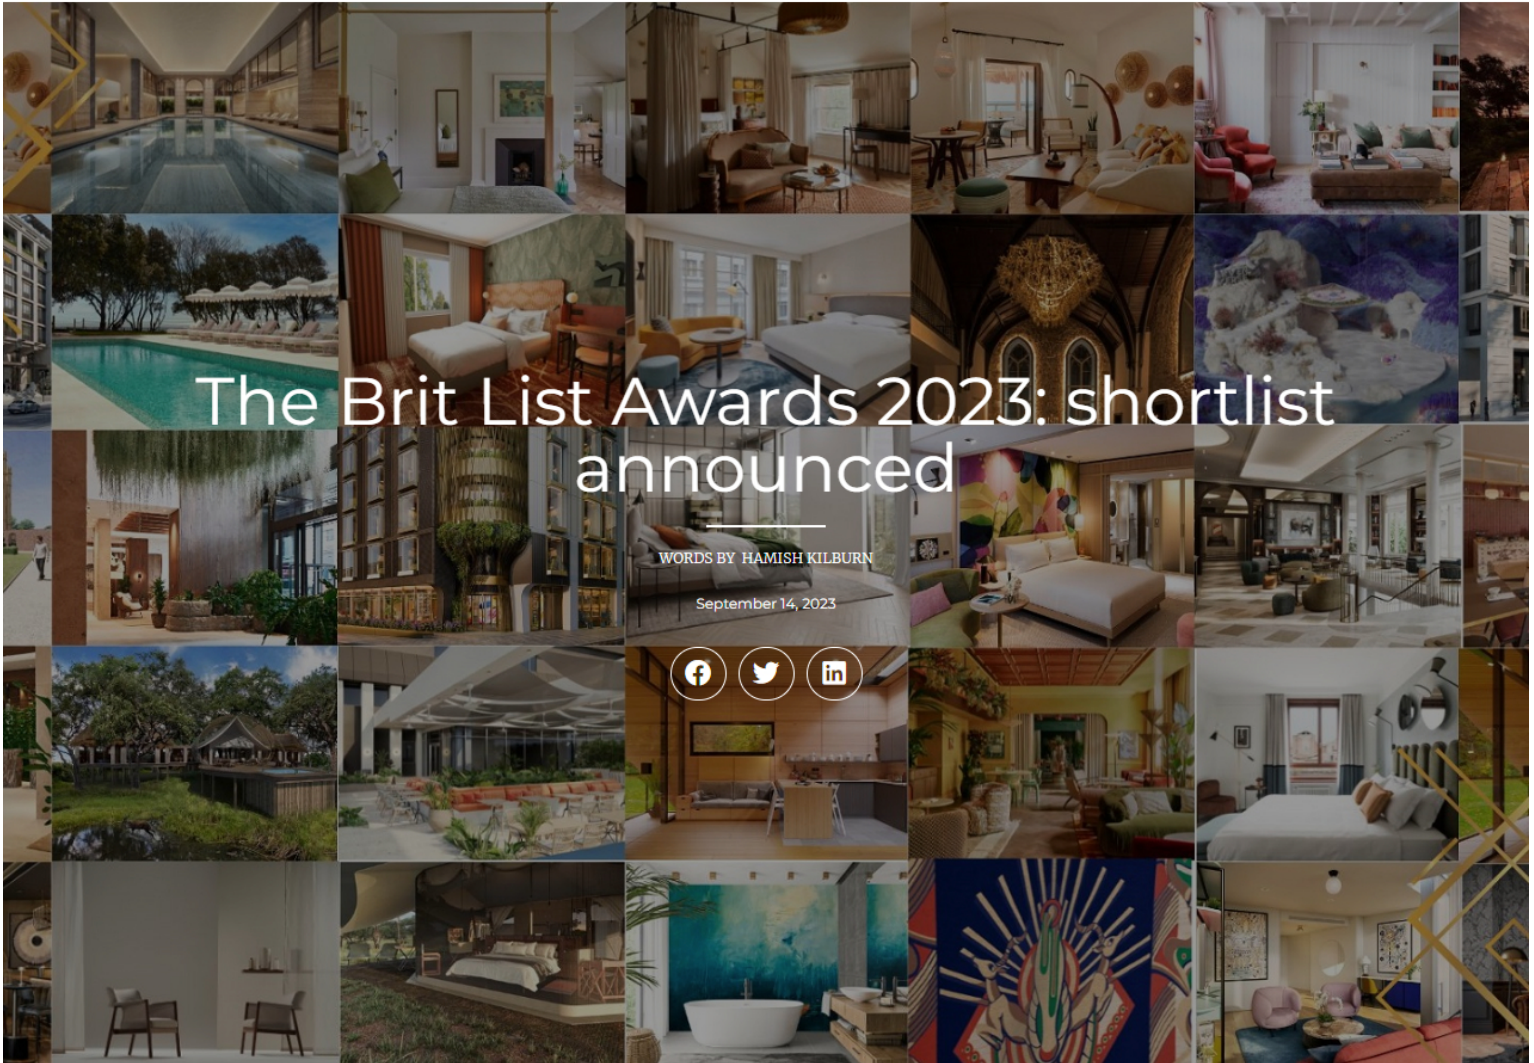 The Brit List Awards 2023: shortlist
announced
WORDS BY HAMISH KILBURN
September 14, 2023